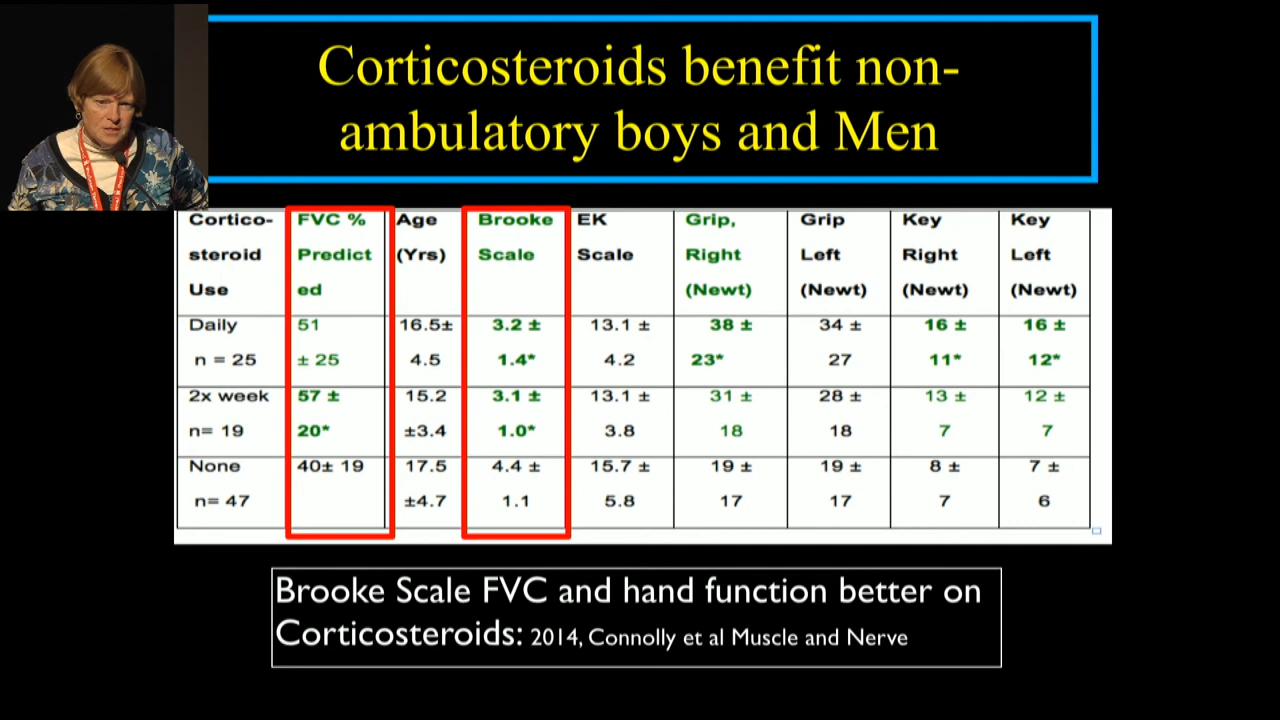 Corticosteroids benefit non-
ambulatory boys and Men
Cortico- FVC % Age Brooke EK Grip, Grip Key Key
steroid Predict (Yrs) Scale Scale Right Left Right Left
Use ed (Newt) (Newt) (Newt) (Newt)
Daily 51 16.5± 3.2 ± 13.1 ± 38 ± 34 ± 16 ± 16 ±
n = 25 ± 25 4.5 1.4* 4.2 23* 27 11* 12*
2x week 57 ± 15.2 3.1 ± 13.1 ± 31 ± 28 ± 13 ± 12 ±
n= 19 20* ±3.4 1.0* 3.8 18 18 7 7
None 40± 19 17.5 4.4 ± 15.7 ± 19 ± 19 ± 8 ± 7 ±
n= 47 ±4.7 1.1 5.8 17 17 7 6
Brooke Scale FVC and hand function better on
Corticosteroids: 2014, Connolly et al Muscle and Nerve